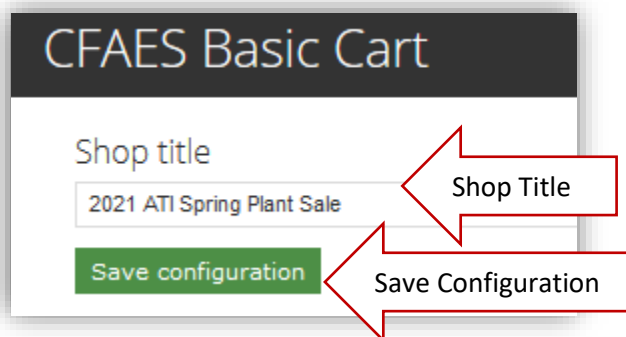 CFAES Basic Cart
Shop title
2021 ATI Spring Plant Sale
Shop Title
Save configuration
Save Configuration